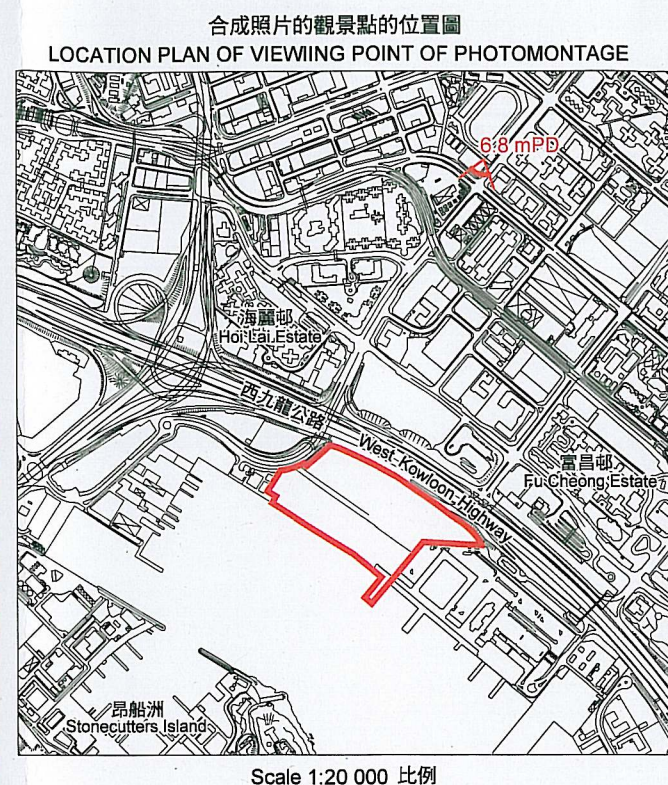 合成照片的觀景點的位置圖
LOCATION PLAN OF VIEWIING POINT OF PHOTOMONTAGE
6.8 mPD
海麗邨
Hoi Lai Estate
西九龍公路
West Kowloon Highway
富昌邨
Fu Cheong Estate
昂船洲
Stonecutters Island
Scale 1:20 000 比例